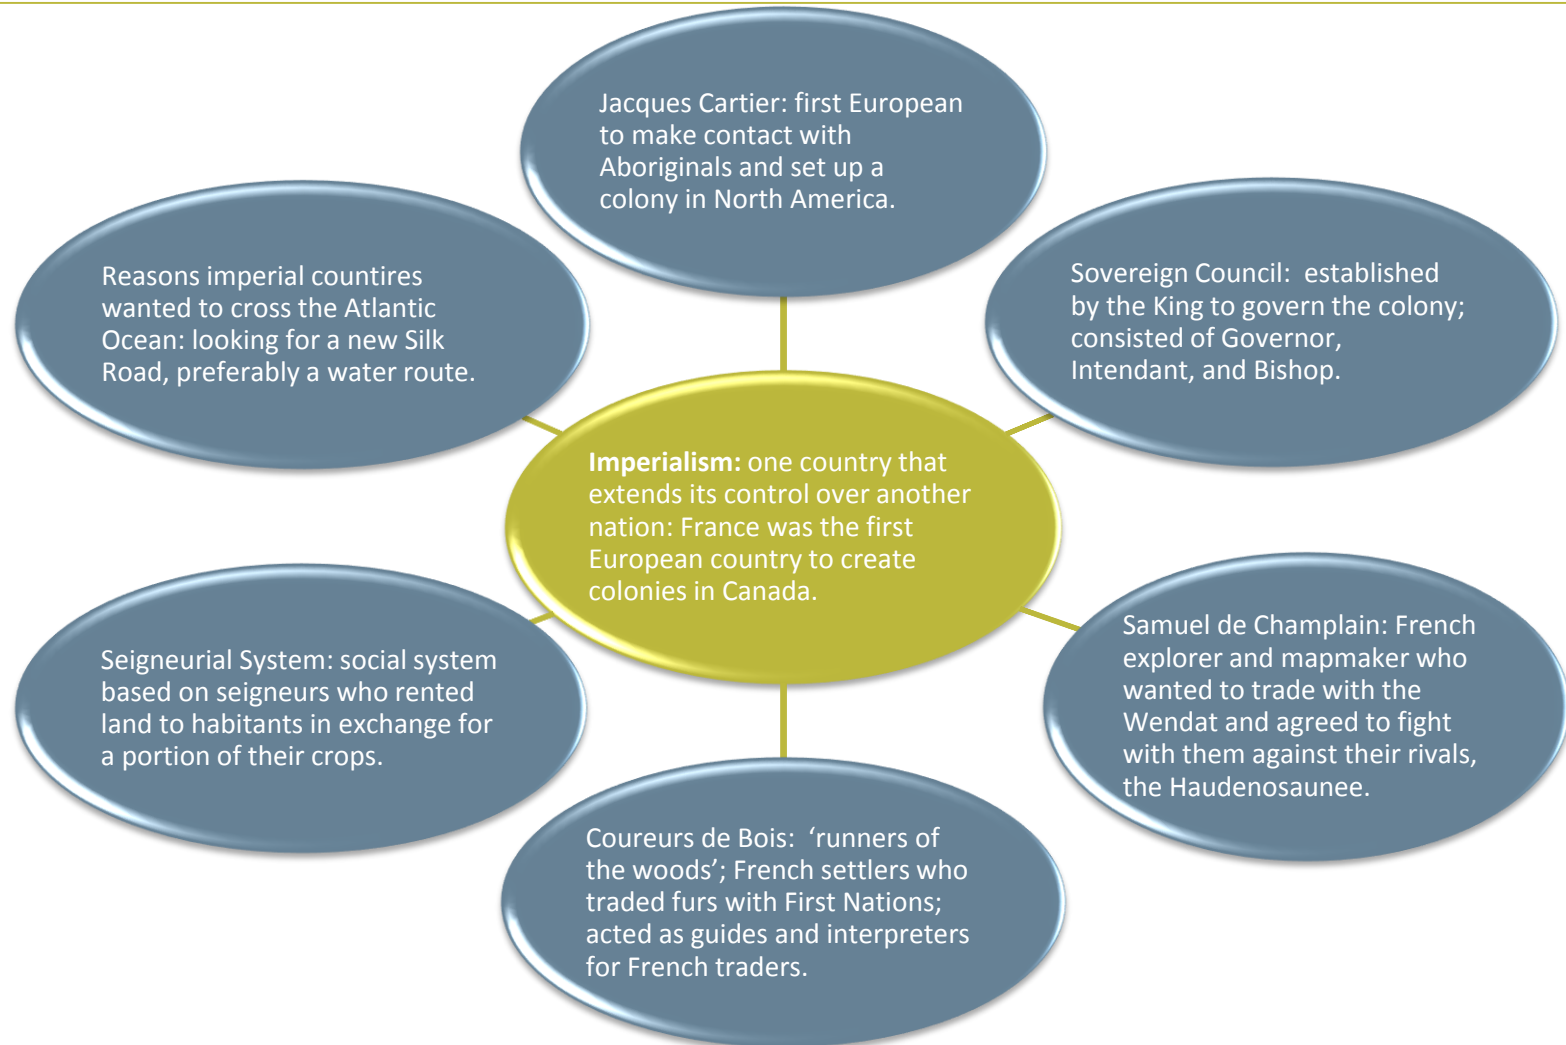 Jacques Cartier: first European
to make contact with
Aboriginals and set up a
colony in North America.
Reasons imperial countires
wanted to cross the Atlantic
Ocean: looking for a new Silk
Road, preferably a water route.
Sovereign Council:  established
by the King to govern the colony;
consisted of Governor,
Intendant, and Bishop.
Imperialism: one country that
extends its control over another
nation: France was the first
European country to create
colonies in Canada.
Seigneurial System: social system
based on seigneurs who rented
land to habitants in exchange for
a portion of their crops.
Samuel de Champlain: French
explorer and mapmaker who
wanted to trade with the
Wendat and agreed to fight
with them against their rivals,
the Haudenosaunee.
Coureurs de Bois:  ‘runners of
the woods’; French settlers who
traded furs with First Nations;
acted as guides and interpreters
for French traders.